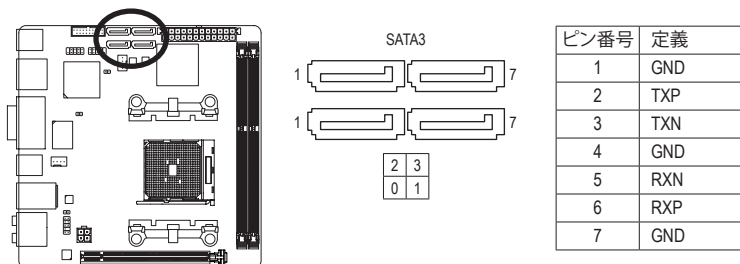 SATA3
1 7
1 7
2 3
0 1
ピン番号 定義
1 GND
2 TXP
3 TXN
4 GND
5 RXN
6 RXP
7 GND